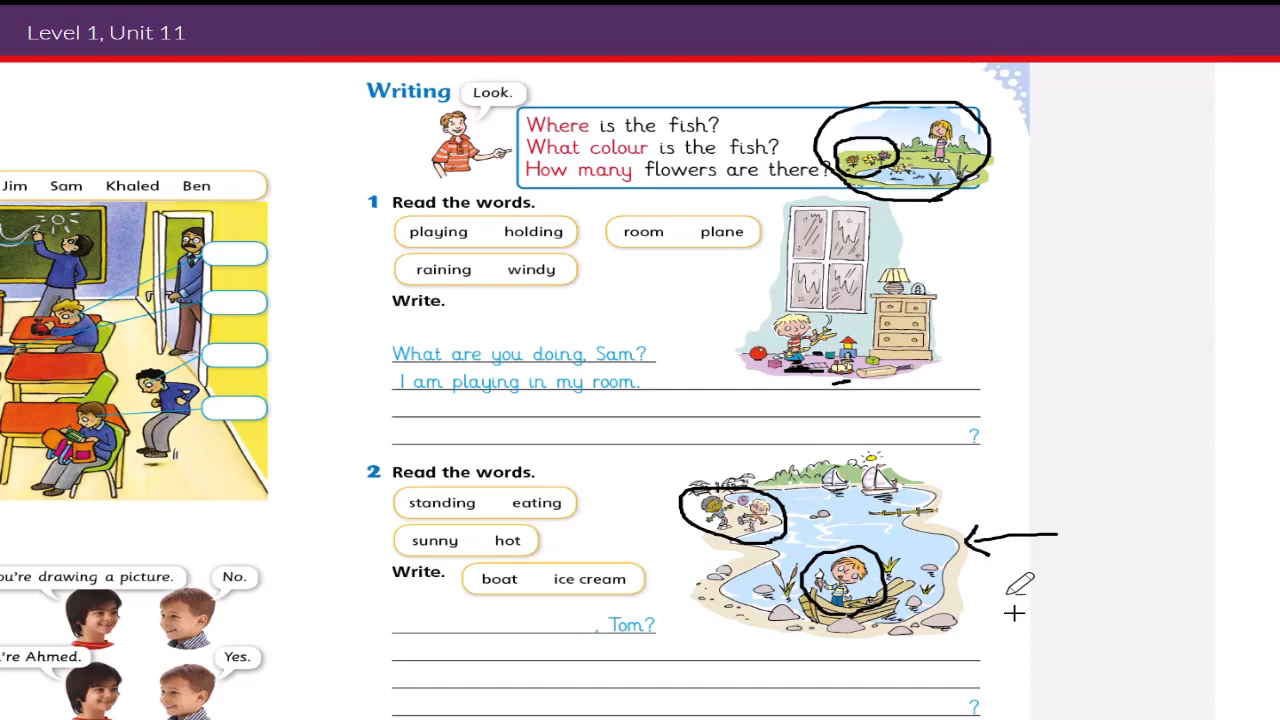 Level 1, Unit 11
Writing
Look.
Where is the fish?
What colour is the fish?
How many flowers are there?
Jim Sam Khaled Ben
1 Read the words.
playing holding
room plane
raining windy
Write.
What are you doing, Sam?
I am playing in my room.
?
2 Read the words.
standing eating
sunny hot
Write.
boat ice cream
, Tom?
?
ou're drawing a picture.
No.
're Ahmed.
Yes.